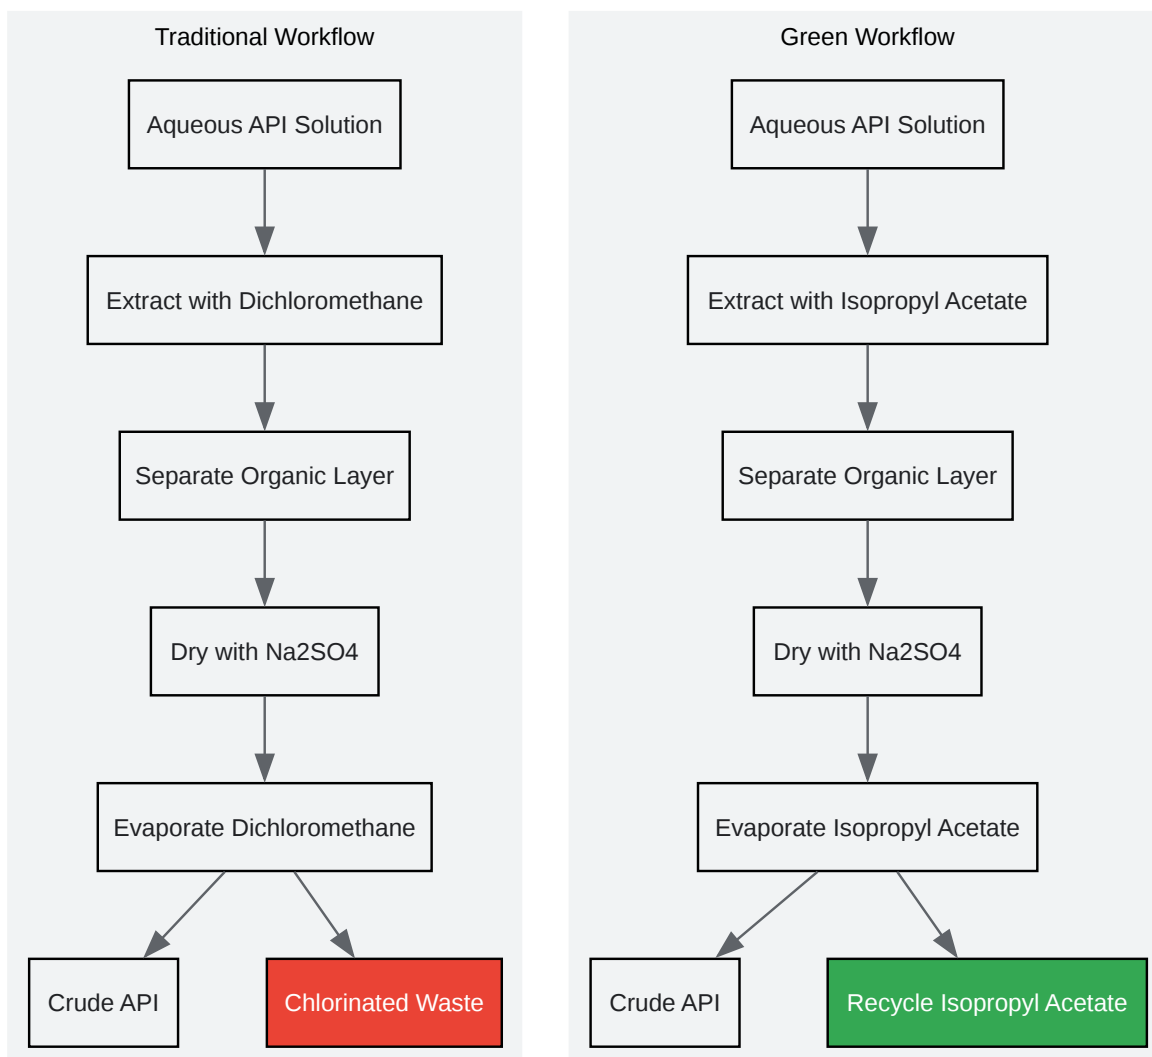 Traditional Workflow
Aqueous API Solution
Extract with Dichloromethane
Separate Organic Layer
Dry with Na2SO4
Evaporate Dichloromethane
Crude API
Chlorinated Waste
Green Workflow
Aqueous API Solution
Extract with Isopropyl Acetate
Separate Organic Layer
Dry with Na2SO4
Evaporate Isopropyl Acetate
Crude API
Recycle Isopropyl Acetate